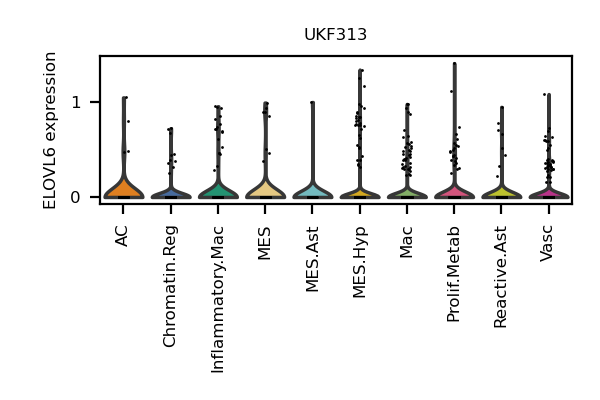 UKF313
ELOVL6 expression
1
0
AC
Chromatin.Reg
Inflammatory.Mac
MES
MES.Ast
MES.Hyp
Mac
Prolif.Metab
Reactive.Ast
Vasc